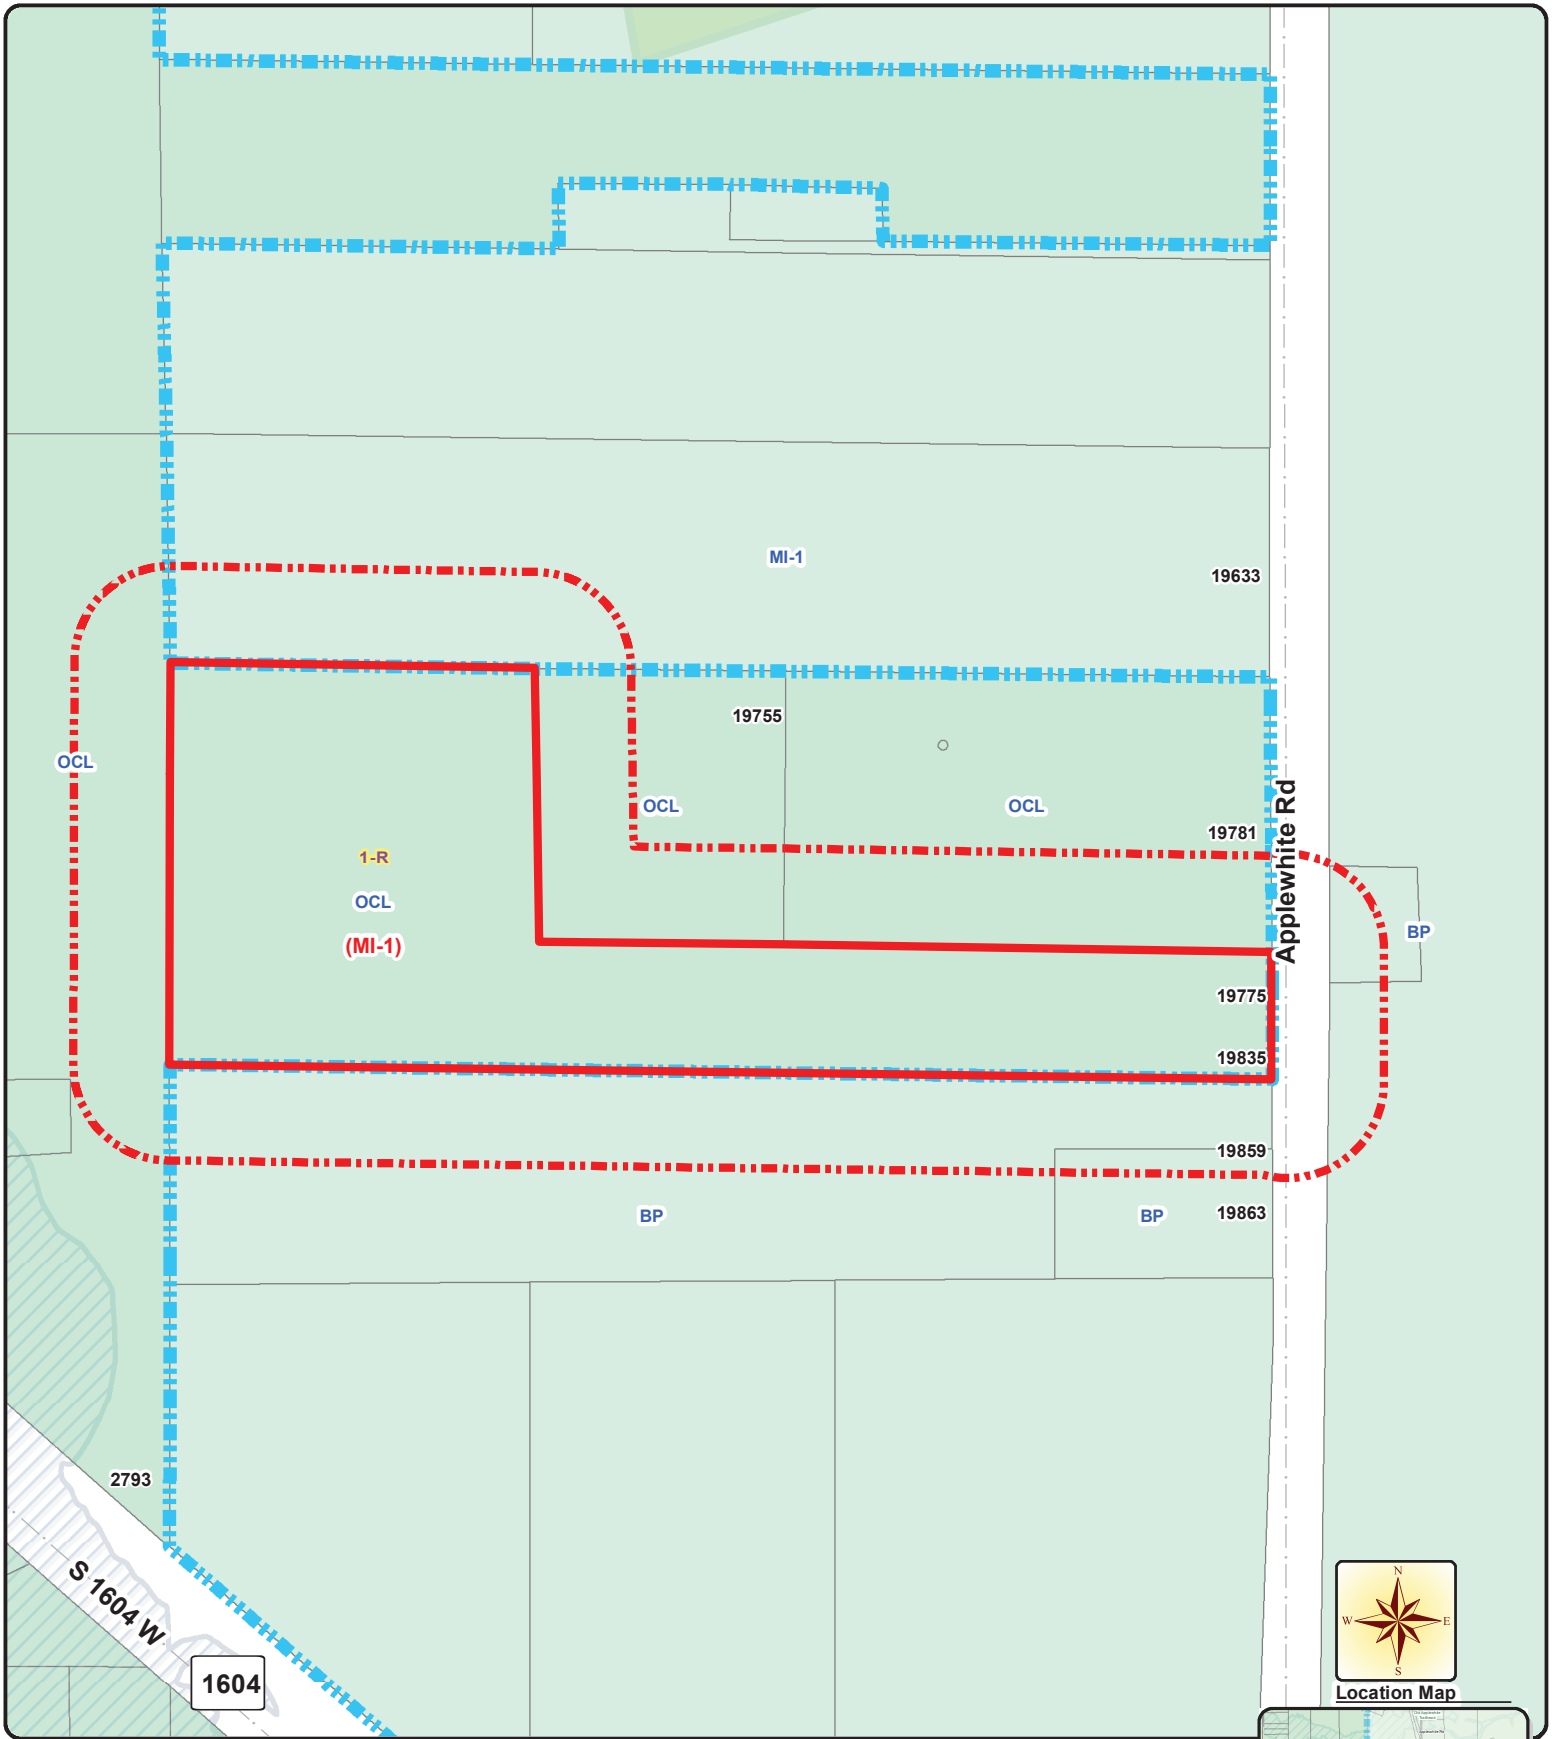 MI-1
19633
19755
OCL
OCL
OCL
19781
Applewhite Rd
1-R
OCL
(MI-1)
BP
19775
19835
19859
BP
BP
19863
2793
S 1604 W
1604
N
W
E
S
Location Map